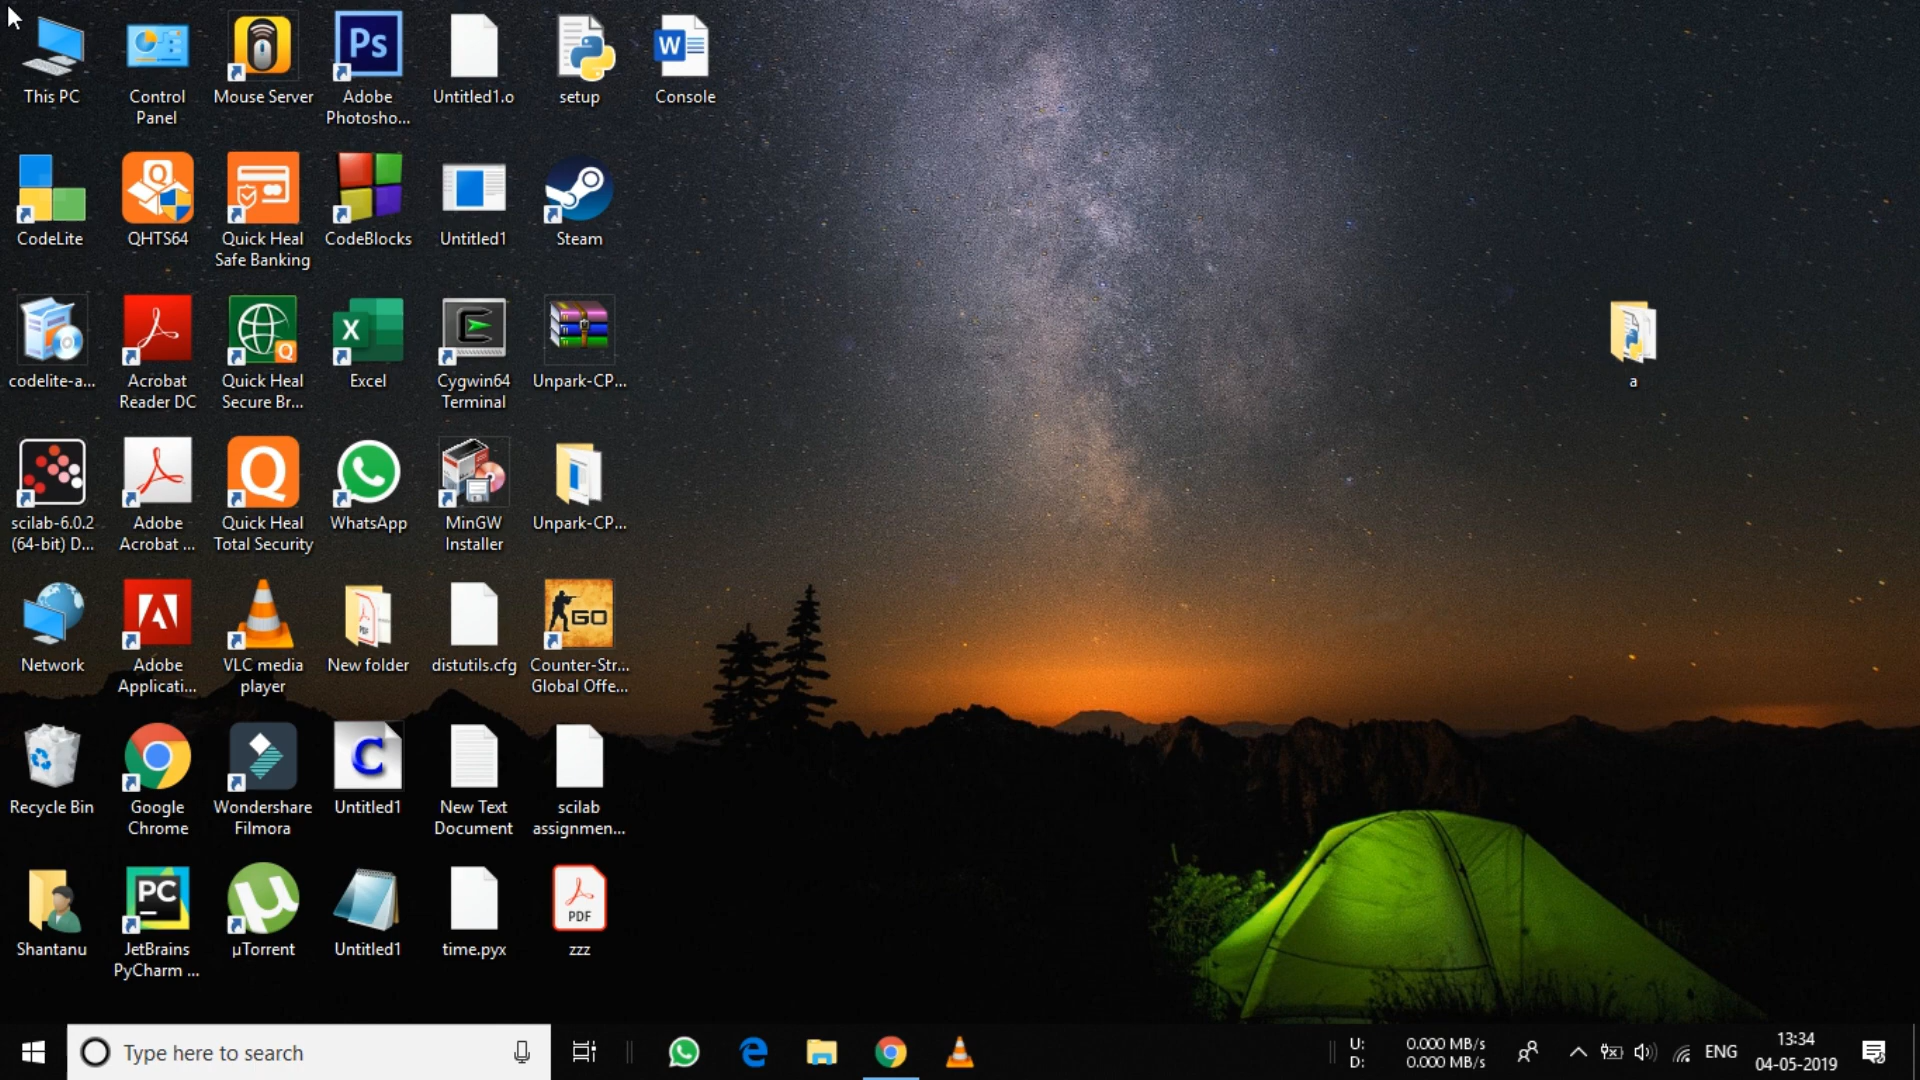 This PC
Control
Panel
Mouse Server
Ps
Adobe
Photosho...
Untitled1.o
setup
W
Console
CodeLite
Q
QHTS64
Quick Heal
Safe Banking
CodeBlocks
Untitled1
Steam
codelite-a...
Acrobat
Reader DC
Q
Quick Heal
Secure Br...
X
Excel
Cygwin64
Terminal
Unpark-CP...
scilab-6.0.2
(64-bit) D...
Adobe
Acrobat ...
Q
Quick Heal
Total Security
WhatsApp
MinGW
Installer
Unpark-CP...
Network
Adobe
Applicati...
VLC media
player
PDF
New folder
distutils.cfg
GO
Counter-Str...
Global Offe...
Recycle Bin
Google
Chrome
Wondershare
Filmora
C
Untitled1
New Text
Document
scilab
assignmen...
Shantanu
PC
JetBrains
PyCharm ...
µ
µTorrent
Untitled1
time.pyx
PDF
zzz
a
Type here to search
U: 0.000 MB/s
D: 0.000 MB/s
ENG
13:34
04-05-2019